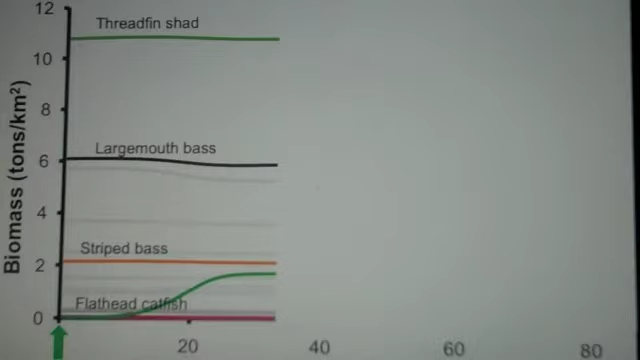 12
Threadfin shad
10
Biomass (tons/km²)
8
Largemouth bass
6
4
Striped bass
2
Flathead catfish
0
20
40
60
80